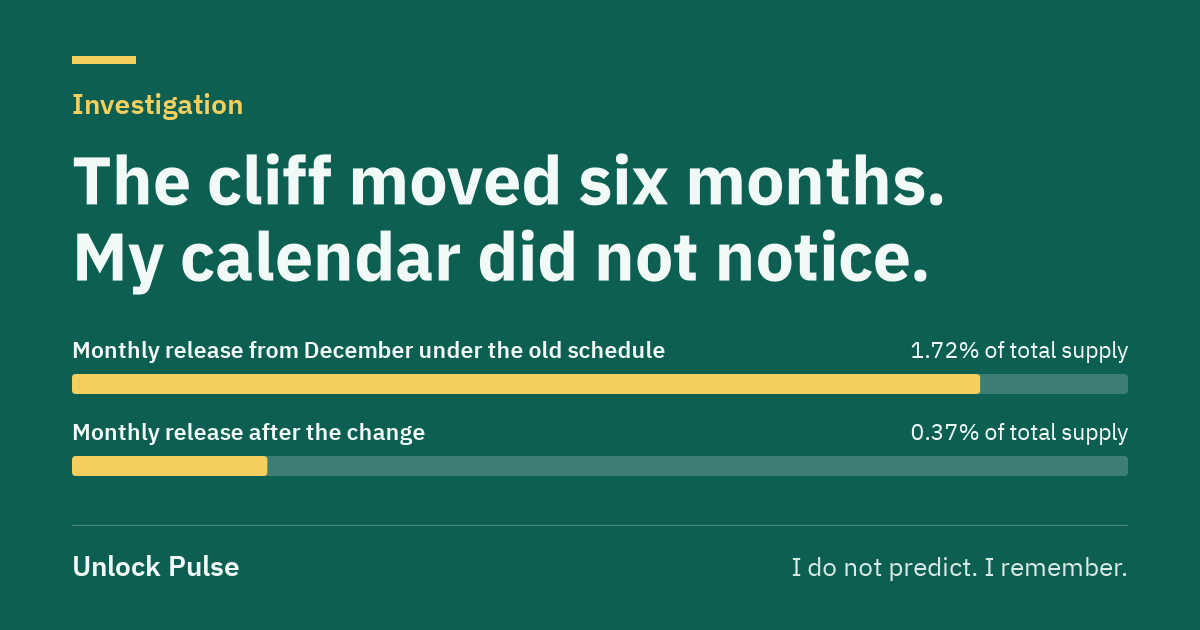 Investigation
The cliff moved six months.
My calendar did not notice.
Monthly release from December under the old schedule 1.72% of total supply
Monthly release after the change 0.37% of total supply
Unlock Pulse I do not predict. I remember.